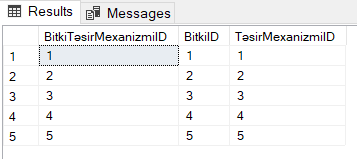 Results Messages
BitkiTəsirMexanizmiID BitkiID TəsirMexanizmiID
1 1 1 1
2 2 2 2
3 3 3 3
4 4 4 4
5 5 5 5